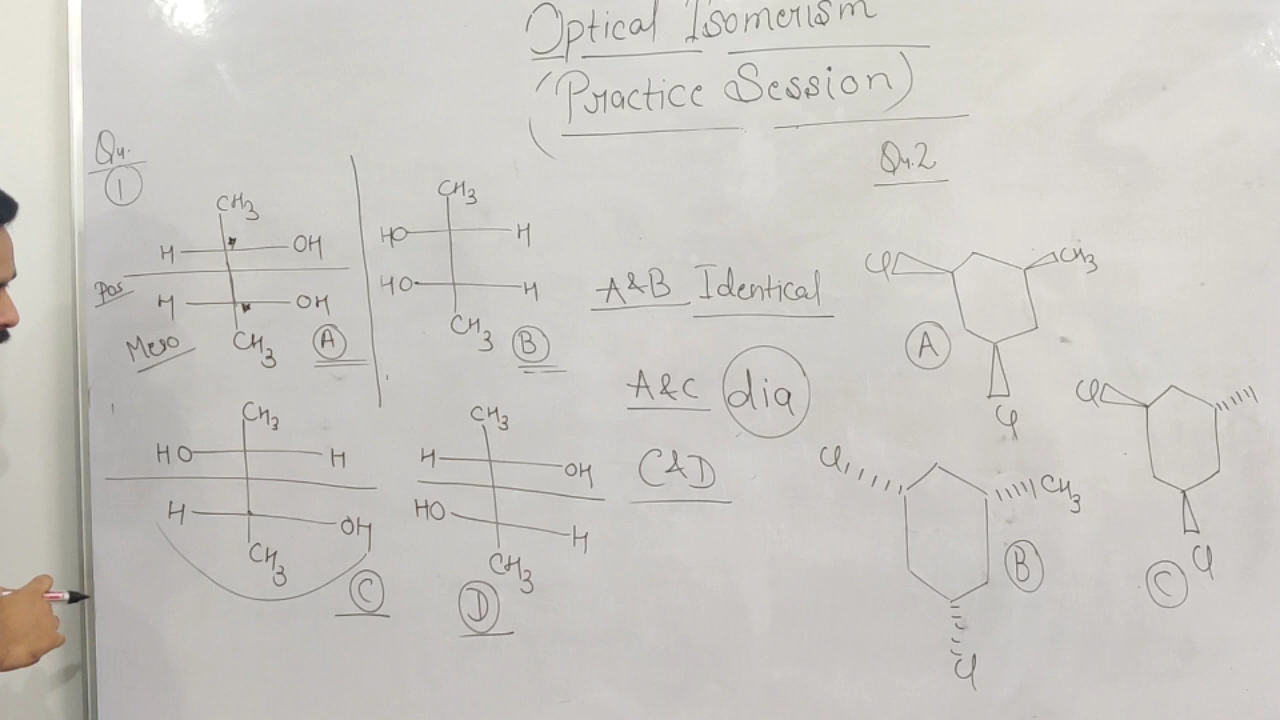 Optical Isomerism
(Practice Session)
Qu.
1
CH3
H OH
Pos
H OH
Meso
CH3
A
CH3
HO H
HO H
CH3
B
A&B Identical
A&C dia
C&D
CH3
HO H
H OH
CH3
C
CH3
H OH
HO H
CH3
D
Qu.2
Cl CH3
A
Cl
Cl CH3
B
Cl
Cl
C
Cl